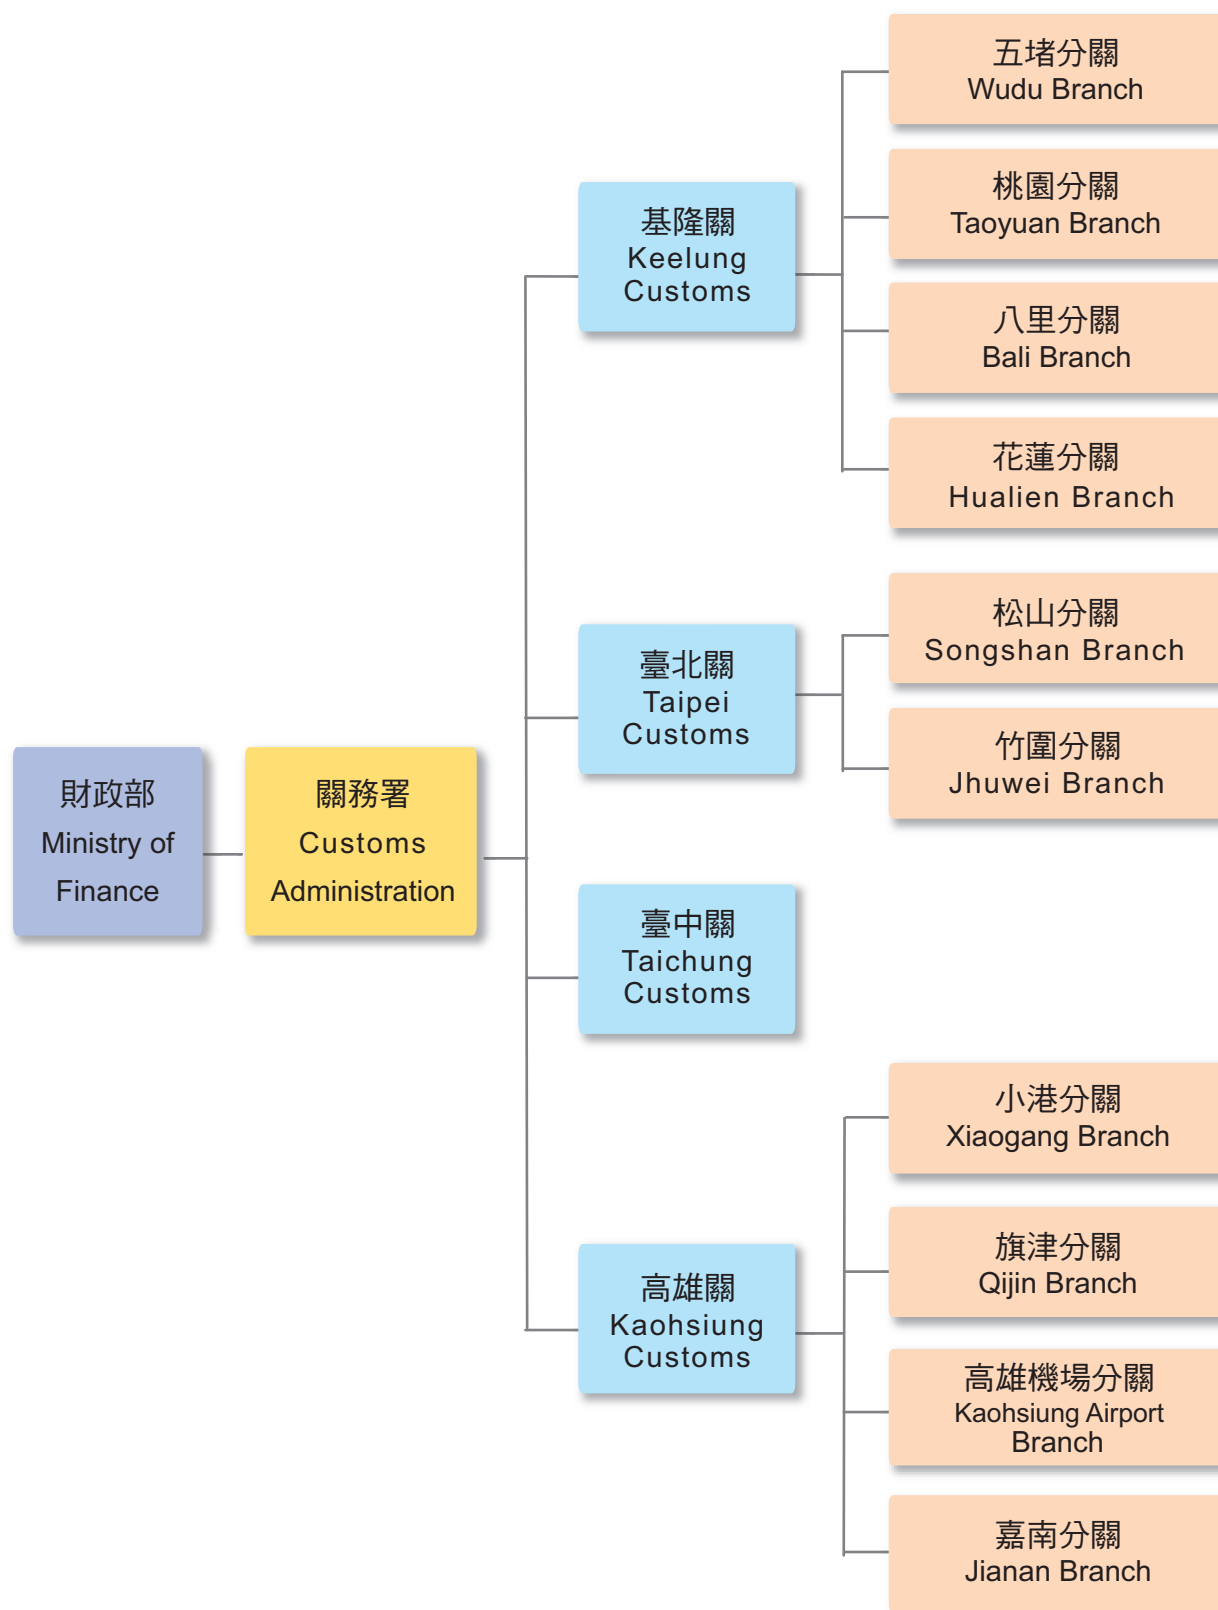 財政部
Ministry of
Finance
關務署
Customs
Administration
基隆關
Keelung
Customs
五堵分關
Wudu Branch
桃園分關
Taoyuan Branch
八里分關
Bali Branch
花蓮分關
Hualien Branch
臺北關
Taipei
Customs
松山分關
Songshan Branch
竹圍分關
Jhuwei Branch
臺中關
Taichung
Customs
高雄關
Kaohsiung
Customs
小港分關
Xiaogang Branch
旗津分關
Qijin Branch
高雄機場分關
Kaohsiung Airport
Branch
嘉南分關
Jianan Branch